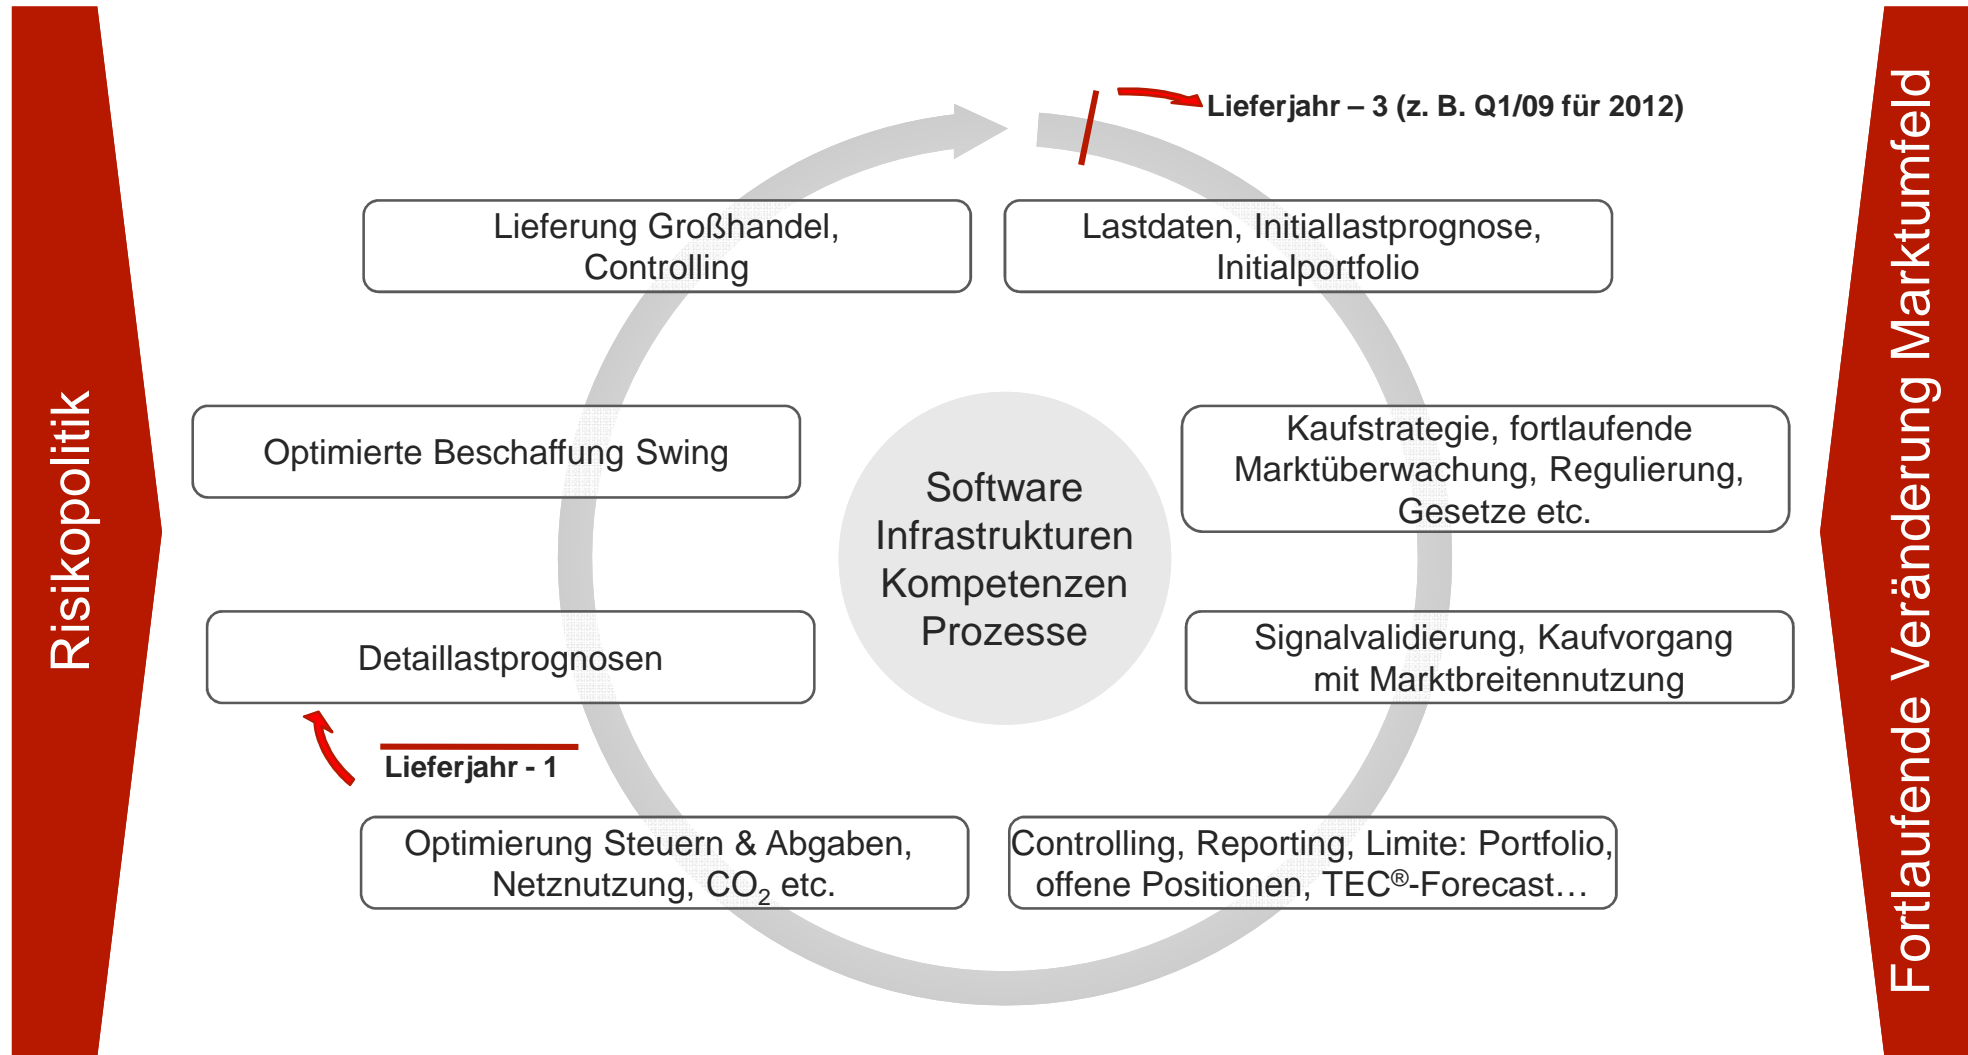 Risikopolitik
Lieferjahr – 3 (z. B. Q1/09 für 2012)
Lieferung Großhandel,
Controlling
Lastdaten, Initiallastprognose,
Initialportfolio
Optimierte Beschaffung Swing
Kaufstrategie, fortlaufende
Marktüberwachung, Regulierung,
Gesetze etc.
Software
Infrastrukturen
Kompetenzen
Prozesse
Detaillastprognosen
Signalvalidierung, Kaufvorgang
mit Marktbreitennutzung
Lieferjahr - 1
Optimierung Steuern & Abgaben,
Netznutzung, CO₂ etc.
Controlling, Reporting, Limite: Portfolio,
offene Positionen, TEC®-Forecast…
Fortlaufende Veränderung Marktumfeld